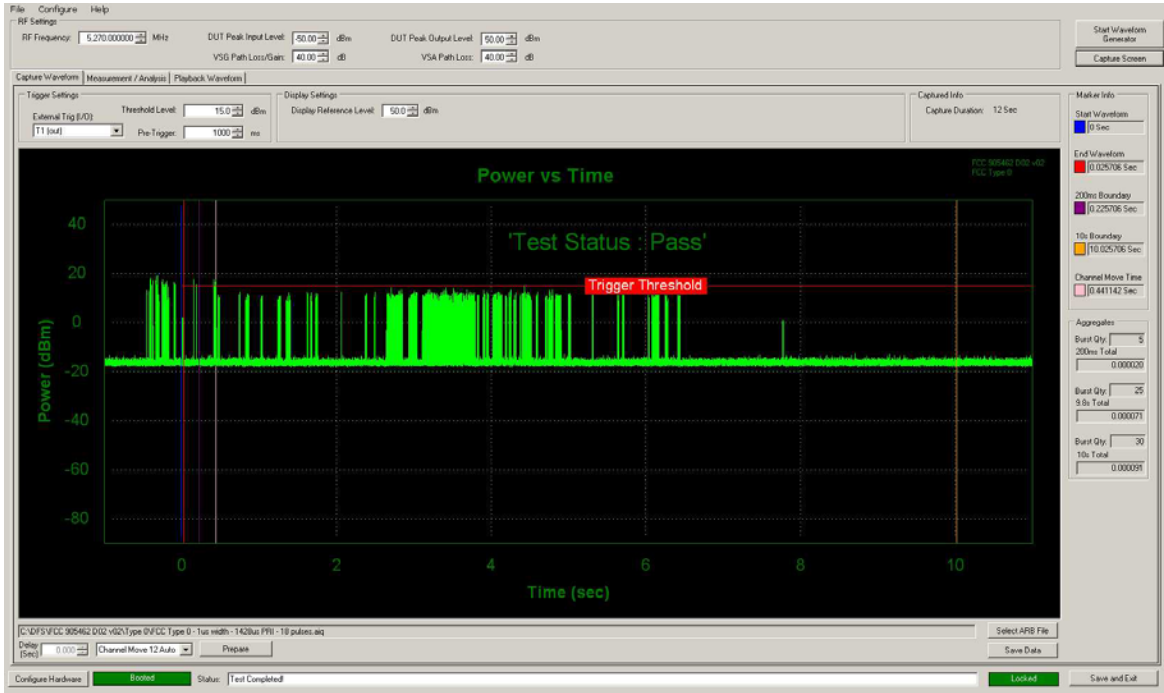 File Configure Help
RF Settings
RF Frequency: 5,270.000000 MHz
DUT Peak Input Level: -50.00 dBm
DUT Peak Output Level: 50.00 dBm
VSG Path Loss/Gain: 40.00 dB
VSA Path Loss: 40.00 dB
Start Waveform Generator
Capture Screen
Capture Waveform Measurement / Analysis Playback Waveform
Trigger Settings
Threshold Level: 15.0 dBm
External Trig (I/O):
T1 (out)
Pre-Trigger: 1000 ms
Display Settings
Display Reference Level: 50.0 dBm
Captured Info
Capture Duration: 12 Sec
Marker Info
Start Waveform
0 Sec
End Waveform
0.025706 Sec
200ms Boundary
0.225706 Sec
10s Boundary
10.025706 Sec
Channel Move Time
0.441142 Sec
Aggregates
Burst Qty: 5
200ms Total
0.000020
Burst Qty: 25
9.8s Total
0.000071
Burst Qty: 30
10s Total
0.000091
FCC 905462 D02 v02
FCC Type 0
Power vs Time
'Test Status : Pass'
Trigger Threshold
Power (dBm)
40
20
0
-20
-40
-60
-80
0 2 4 6 8 10
Time (sec)
C:\DFS\FCC 905462 D02 v02\Type 0\FCC Type 0 - 1us width - 1428us PRI - 18 pulses.aiq
Select ARB File
Delay (Sec) 0.000 Channel Move 12 Auto Prepare
Save Data
Configure Hardware Booted Status: Test Completed! Locked Save and Exit